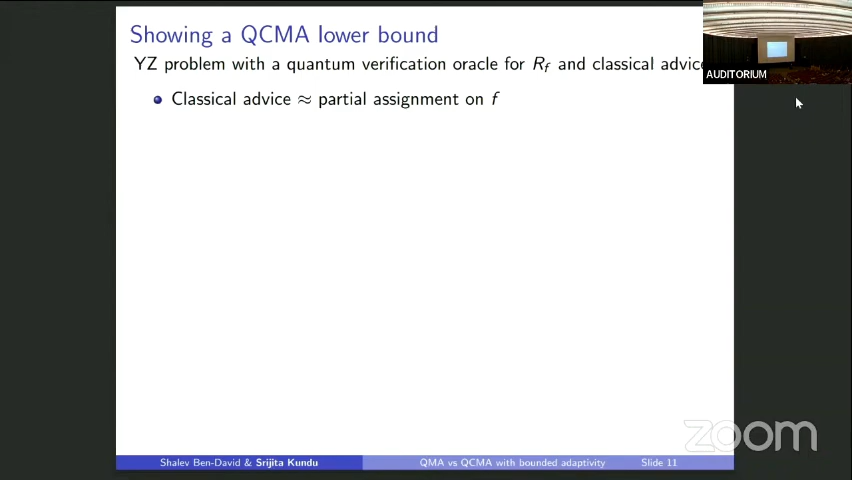 Showing a QCMA lower bound
YZ problem with a quantum verification oracle for R_f and classical advice
Classical advice ≈ partial assignment on f
AUDITORIUM
zoom
Shalev Ben-David & Srijita Kundu
QMA vs QCMA with bounded adaptivity
Slide 11